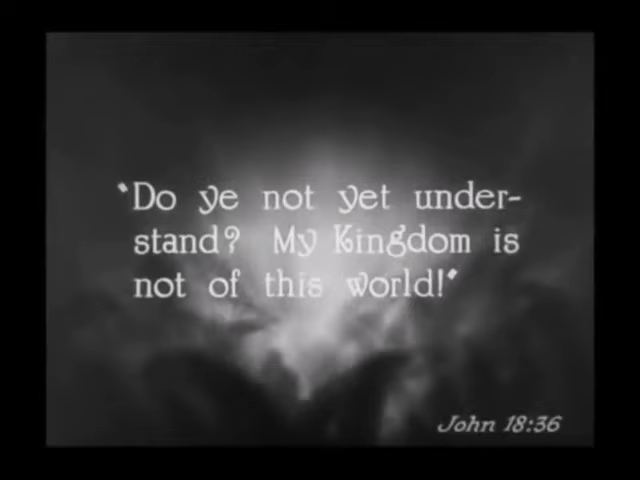 "Do ye not yet under-
stand? My Kingdom is
not of this world!"
John 18:36